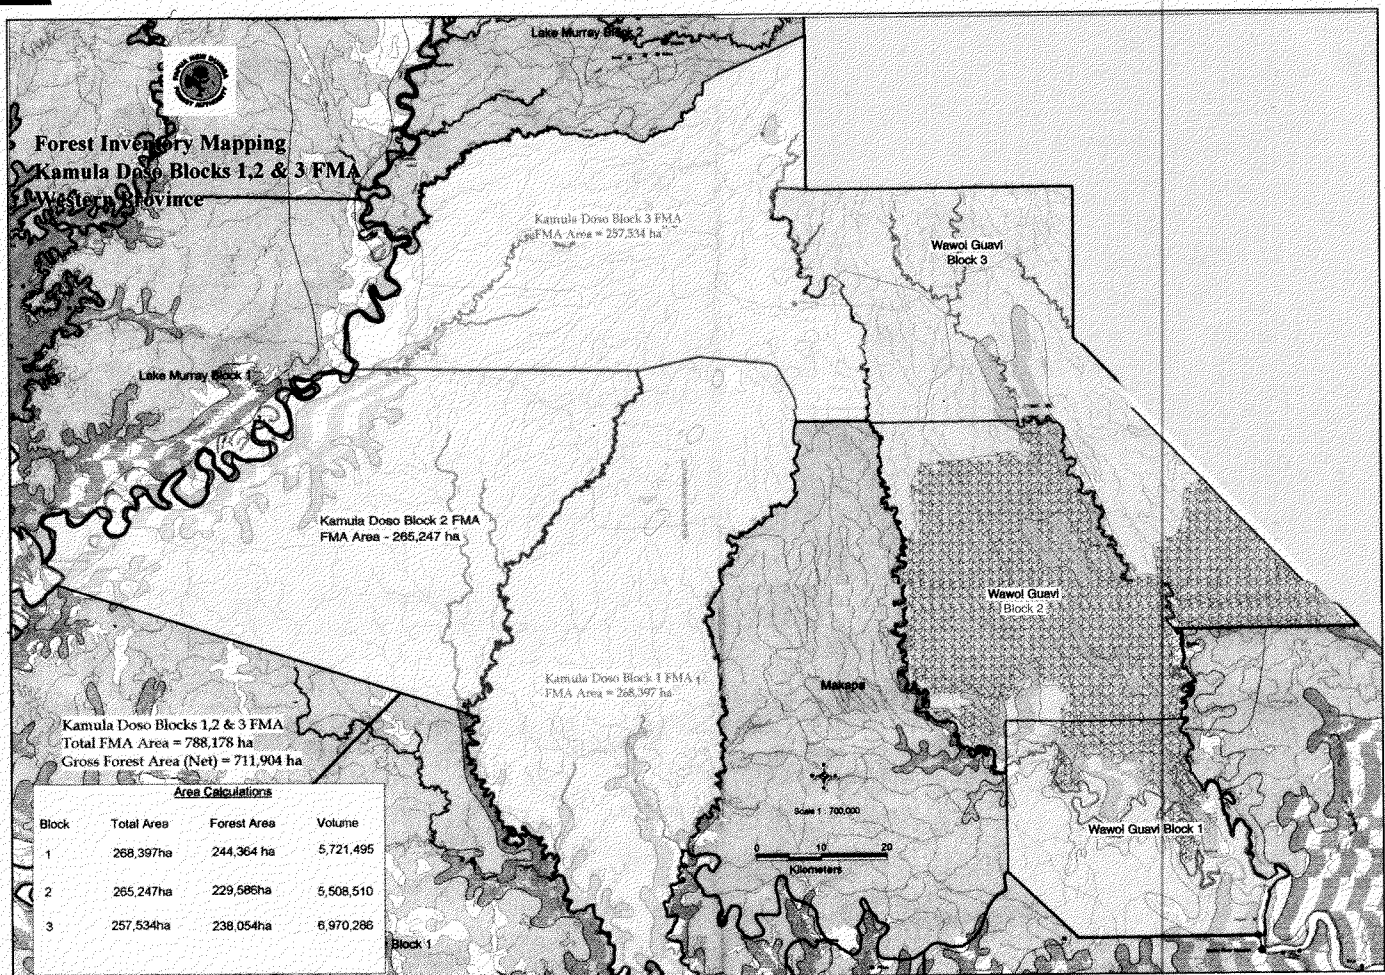 Lake Murray Block 2
PAPUA NEW GUINEA
FOREST AUTHORITY
Forest Inventory Mapping
Kamula Doso Blocks 1,2 & 3 FMA
Western Province
Kamula Doso Block 3 FMA
FMA Area = 257,534 ha
Wawoi Guavi
Block 3
Lake Murray Block 1
Kamula Doso Block 2 FMA
FMA Area - 265,247 ha
Wawoi Guavi
Block 2
Kamula Doso Block 1 FMA
FMA Area = 268,397 ha
Makapa
Kamula Doso Blocks 1,2 & 3 FMA
Total FMA Area = 788,178 ha
Gross Forest Area (Net) = 711,904 ha
Area Calculations
Block Total Area Forest Area Volume
1 268,397ha 244,364 ha 5,721,495
2 265,247ha 229,586ha 5,508,510
3 257,534ha 238,054ha 6,970,286
Scale 1 : 700,000
0 10 20
Kilometers
Wawoi Guavi Block 1
Block 1